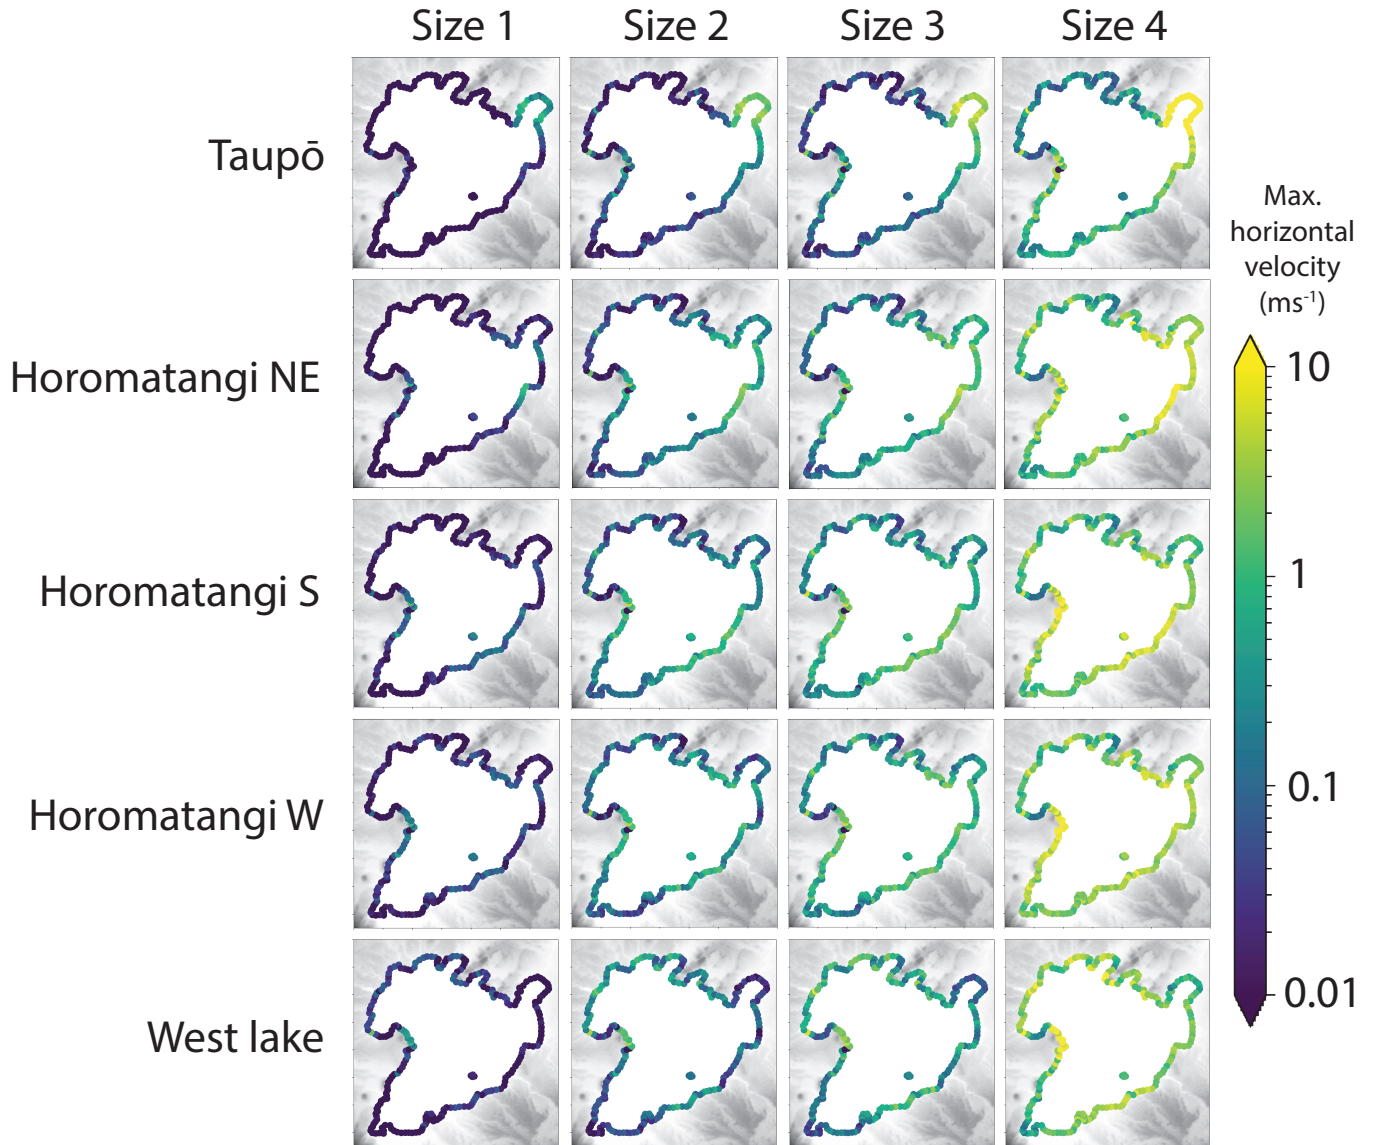 Size 1 Size 2 Size 3 Size 4
Taupō
Horomatangi NE
Horomatangi S
Horomatangi W
West lake
Max.
horizontal
velocity
(ms⁻¹)
10
1
0.1
0.01